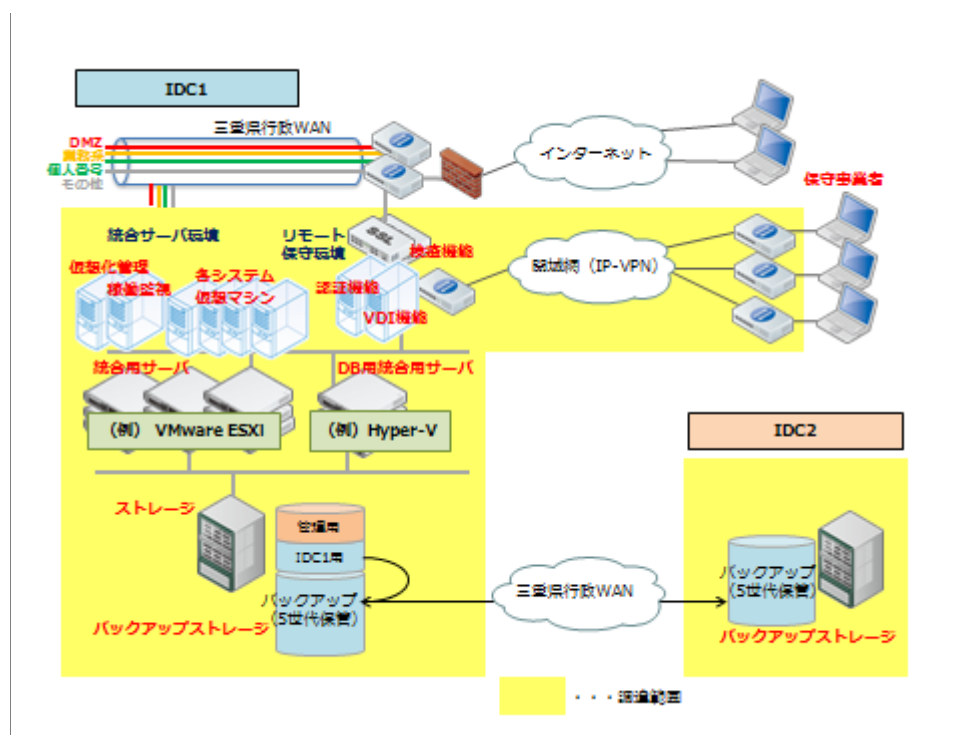 IDC1
三重県行政WAN
DMZ
業務系
個人番号
その他
インターネット
保守事業者
統合サーバ環境
リモート
保守環境
SSL
検疫機能
閉域網（IP-VPN）
仮想化管理
稼働監視
各システム
仮想マシン
認証機能
VDI機能
統合用サーバ
DB用統合用サーバ
（例） VMware ESXI
（例）Hyper-V
IDC2
ストレージ
管理用
IDC1用
バックアップ
（5世代保管）
バックアップストレージ
三重県行政WAN
バックアップ
（5世代保管）
バックアップストレージ
・・・調達範囲